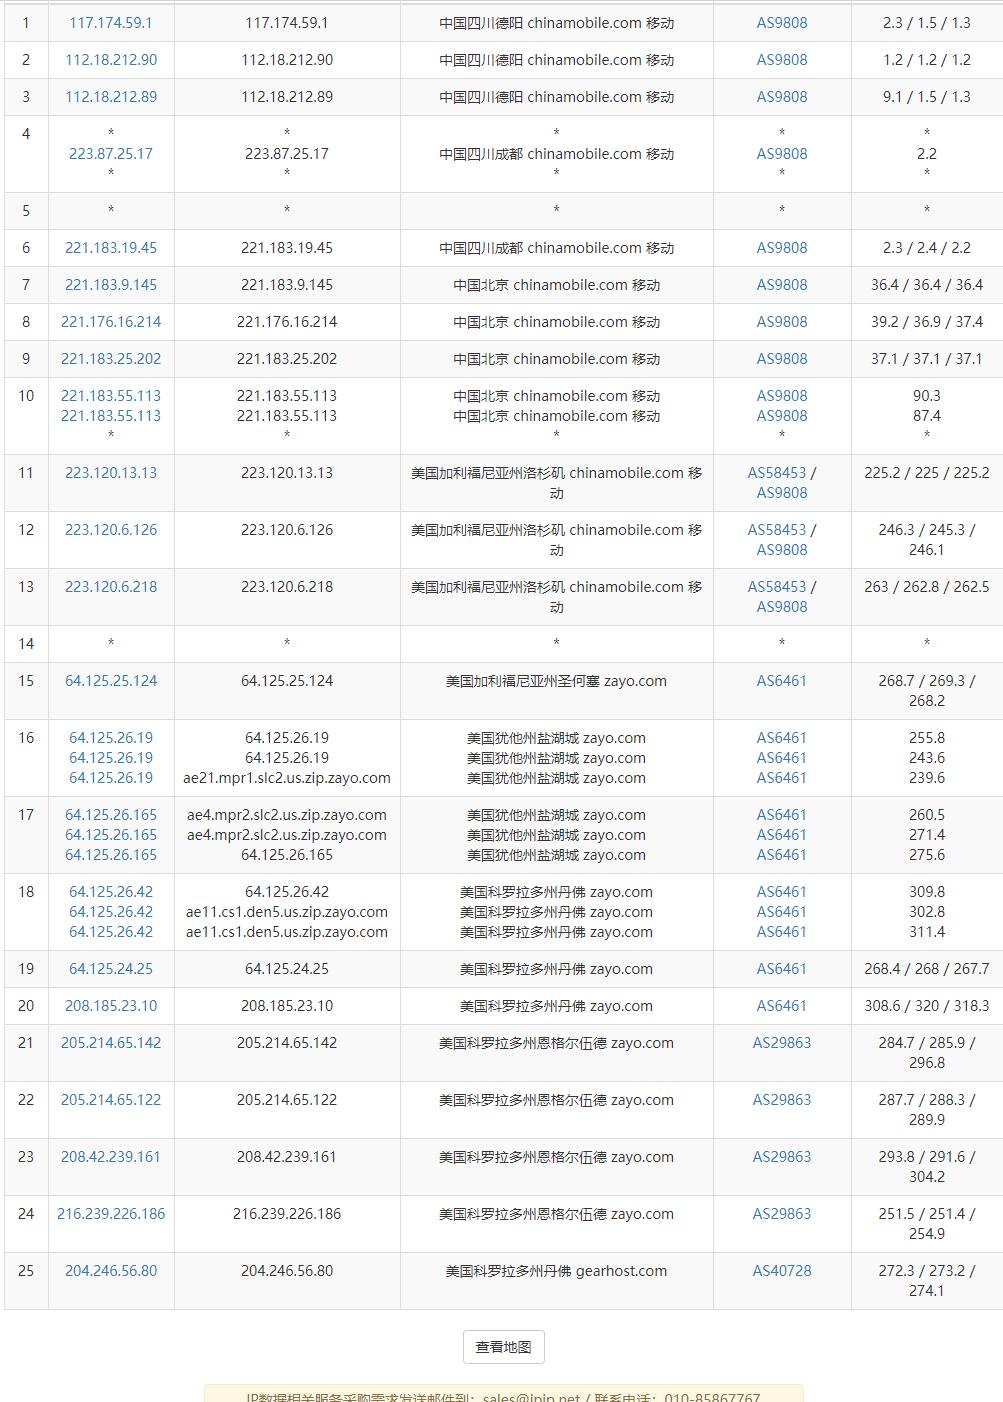 1 117.174.59.1 117.174.59.1 中国四川德阳 chinamobile.com 移动 AS9808 2.3 / 1.5 / 1.3
2 112.18.212.90 112.18.212.90 中国四川德阳 chinamobile.com 移动 AS9808 1.2 / 1.2 / 1.2
3 112.18.212.89 112.18.212.89 中国四川德阳 chinamobile.com 移动 AS9808 9.1 / 1.5 / 1.3
4 * * * * *
223.87.25.17 223.87.25.17 中国四川成都 chinamobile.com 移动 AS9808 2.2
* * * * *
5 * * * * *
6 221.183.19.45 221.183.19.45 中国四川成都 chinamobile.com 移动 AS9808 2.3 / 2.4 / 2.2
7 221.183.9.145 221.183.9.145 中国北京 chinamobile.com 移动 AS9808 36.4 / 36.4 / 36.4
8 221.176.16.214 221.176.16.214 中国北京 chinamobile.com 移动 AS9808 39.2 / 36.9 / 37.4
9 221.183.25.202 221.183.25.202 中国北京 chinamobile.com 移动 AS9808 37.1 / 37.1 / 37.1
10 221.183.55.113 221.183.55.113 中国北京 chinamobile.com 移动 AS9808 90.3
221.183.55.113 221.183.55.113 中国北京 chinamobile.com 移动 AS9808 87.4
* * * * *
11 223.120.13.13 223.120.13.13 美国加利福尼亚州洛杉矶 chinamobile.com 移 AS58453 / 225.2 / 225 / 225.2
动 AS9808
12 223.120.6.126 223.120.6.126 美国加利福尼亚州洛杉矶 chinamobile.com 移 AS58453 / 246.3 / 245.3 /
动 AS9808 246.1
13 223.120.6.218 223.120.6.218 美国加利福尼亚州洛杉矶 chinamobile.com 移 AS58453 / 263 / 262.8 / 262.5
动 AS9808
14 * * * * *
15 64.125.25.124 64.125.25.124 美国加利福尼亚州圣何塞 zayo.com AS6461 268.7 / 269.3 /
268.2
16 64.125.26.19 64.125.26.19 美国犹他州盐湖城 zayo.com AS6461 255.8
64.125.26.19 64.125.26.19 美国犹他州盐湖城 zayo.com AS6461 243.6
64.125.26.19 ae21.mpr1.slc2.us.zip.zayo.com 美国犹他州盐湖城 zayo.com AS6461 239.6
17 64.125.26.165 ae4.mpr2.slc2.us.zip.zayo.com 美国犹他州盐湖城 zayo.com AS6461 260.5
64.125.26.165 ae4.mpr2.slc2.us.zip.zayo.com 美国犹他州盐湖城 zayo.com AS6461 271.4
64.125.26.165 64.125.26.165 美国犹他州盐湖城 zayo.com AS6461 275.6
18 64.125.26.42 64.125.26.42 美国科罗拉多州丹佛 zayo.com AS6461 309.8
64.125.26.42 ae11.cs1.den5.us.zip.zayo.com 美国科罗拉多州丹佛 zayo.com AS6461 302.8
64.125.26.42 ae11.cs1.den5.us.zip.zayo.com 美国科罗拉多州丹佛 zayo.com AS6461 311.4
19 64.125.24.25 64.125.24.25 美国科罗拉多州丹佛 zayo.com AS6461 268.4 / 268 / 267.7
20 208.185.23.10 208.185.23.10 美国科罗拉多州丹佛 zayo.com AS6461 308.6 / 320 / 318.3
21 205.214.65.142 205.214.65.142 美国科罗拉多州恩格尔伍德 zayo.com AS29863 284.7 / 285.9 /
296.8
22 205.214.65.122 205.214.65.122 美国科罗拉多州恩格尔伍德 zayo.com AS29863 287.7 / 288.3 /
289.9
23 208.42.239.161 208.42.239.161 美国科罗拉多州恩格尔伍德 zayo.com AS29863 293.8 / 291.6 /
304.2
24 216.239.226.186 216.239.226.186 美国科罗拉多州恩格尔伍德 zayo.com AS29863 251.5 / 251.4 /
254.9
25 204.246.56.80 204.246.56.80 美国科罗拉多州丹佛 gearhost.com AS40728 272.3 / 273.2 /
274.1
查看地图
IP数据相关服务采购需求发送邮件到：sales@ipip.net / 联系电话：010-85867767